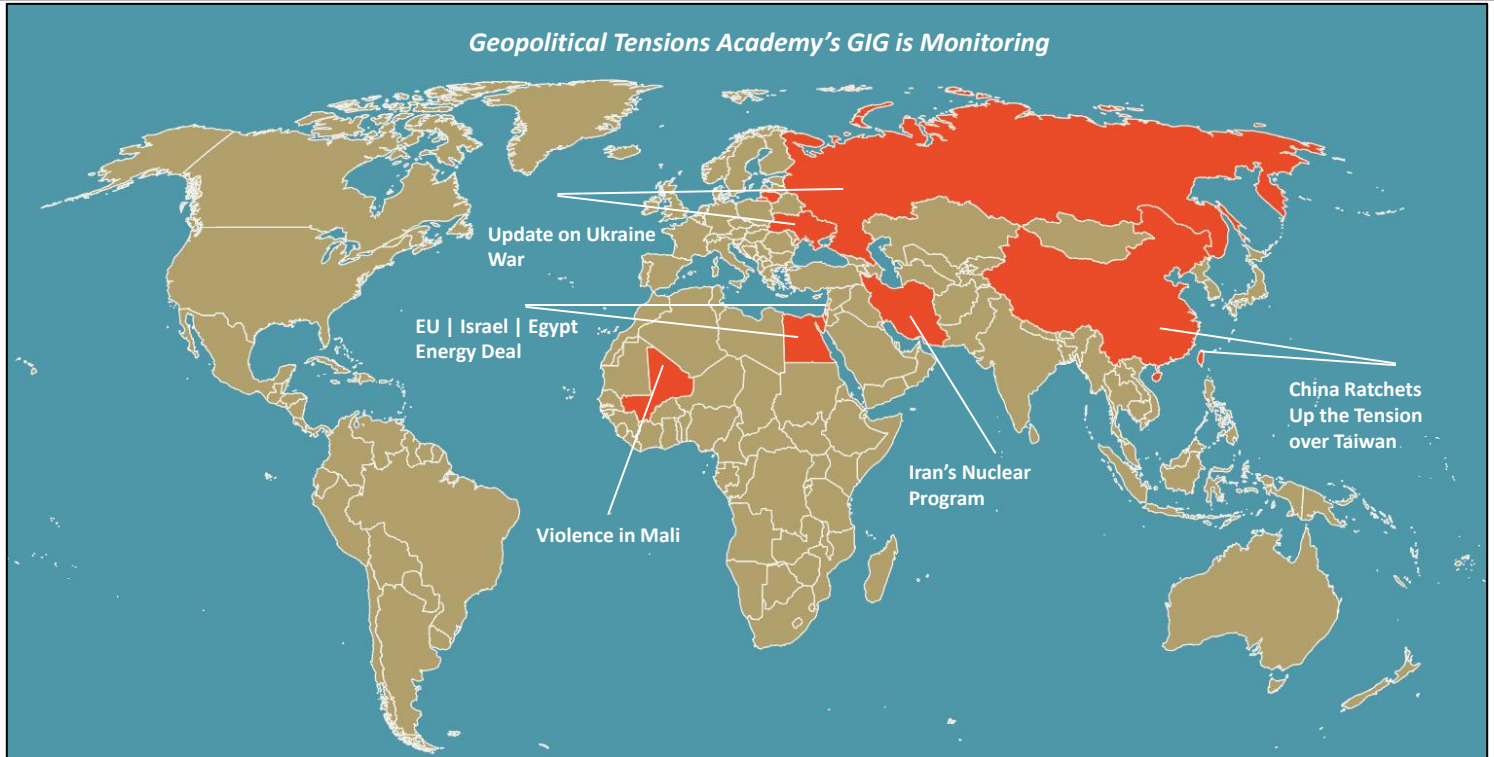 Geopolitical Tensions Academy’s GIG is Monitoring
Update on Ukraine
War
EU | Israel | Egypt
Energy Deal
China Ratchets
Up the Tension
over Taiwan
Iran’s Nuclear
Program
Violence in Mali